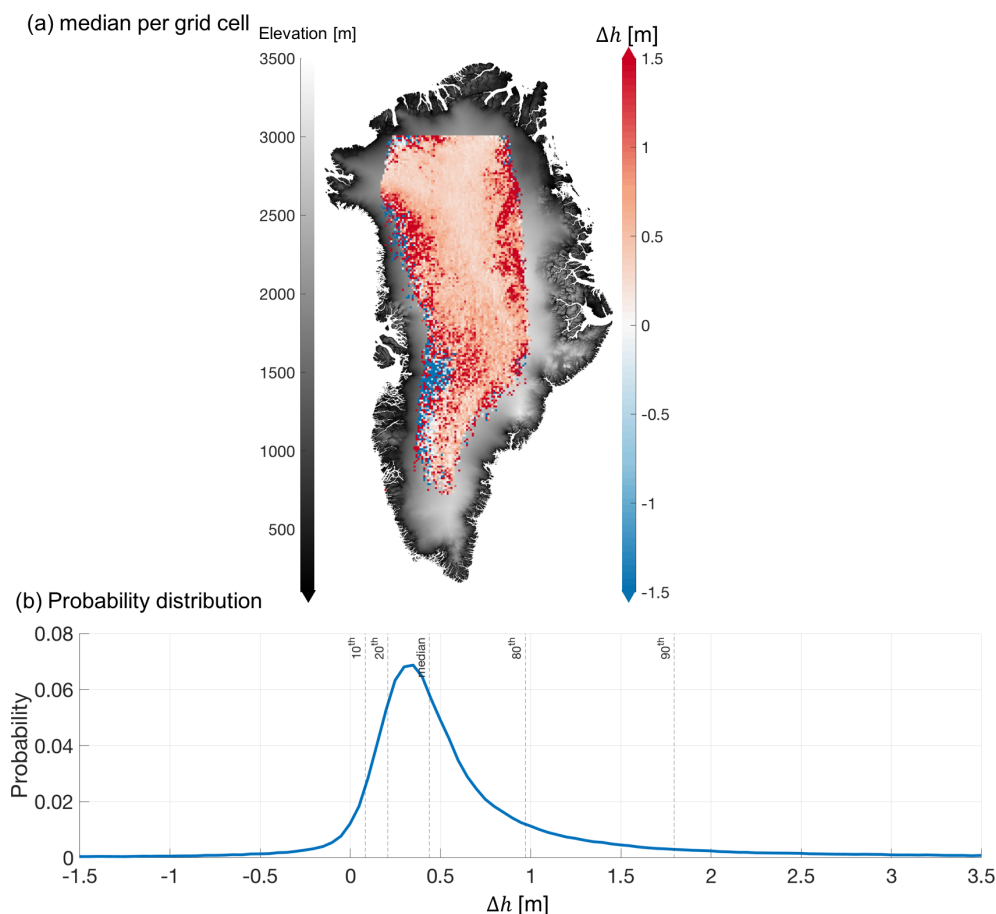 (a) median per grid cell
Elevation [m]
Δh [m]
3500
3000
2500
2000
1500
1000
500
1.5
1
0.5
0
-0.5
-1
-1.5
(b) Probability distribution
0.08
0.06
0.04
0.02
0
Probability
10th
20th
median
80th
90th
-1.5 -1 -0.5 0 0.5 1 1.5 2 2.5 3 3.5
Δh [m]